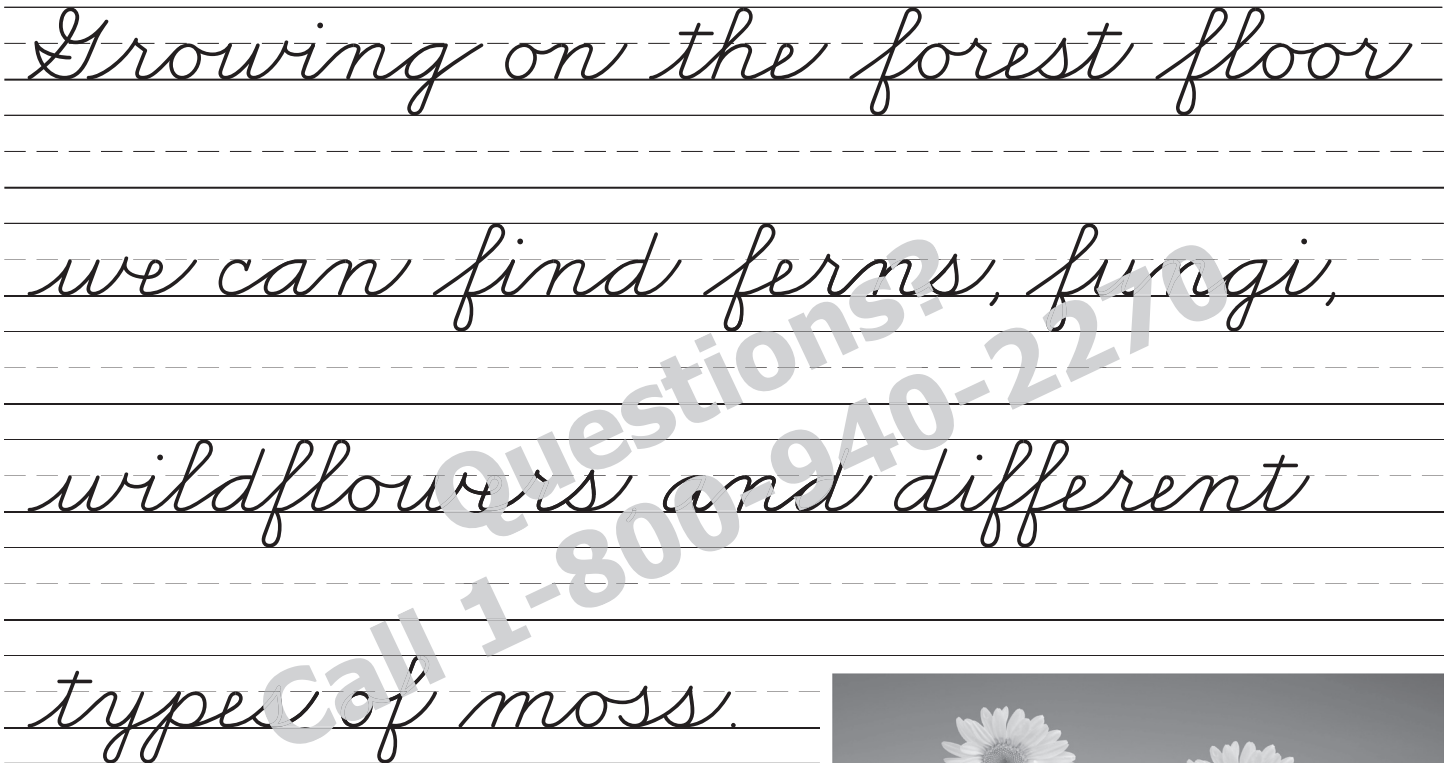 Growing on the forest floor
we can find ferns, fungi,
wildflowers, and different
types of moss.
Questions?
Call 1-800-940-2270